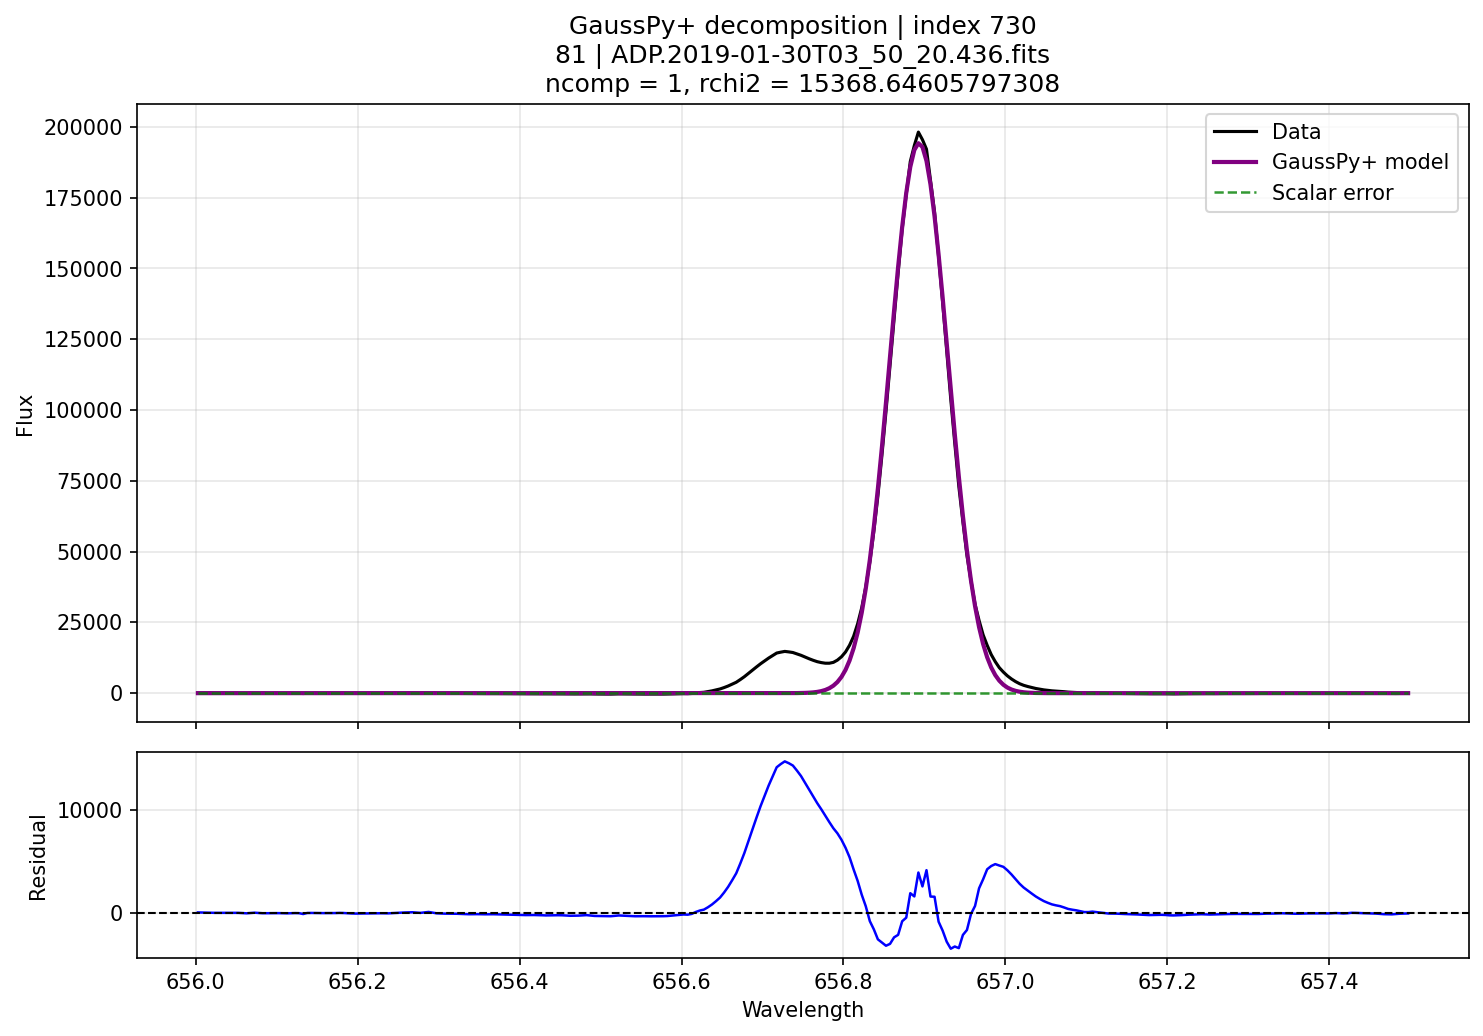 GaussPy+ decomposition | index 730
81 | ADP.2019-01-30T03_50_20.436.fits
ncomp = 1, rchi2 = 15368.64605797308
Data
GaussPy+ model
Scalar error
Flux
200000
175000
150000
125000
100000
75000
50000
25000
0
Residual
10000
0
656.0 656.2 656.4 656.6 656.8 657.0 657.2 657.4
Wavelength